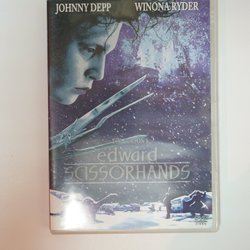 JOHNNY DEPP WINONA RYDER
edward
SCISSORHANDS